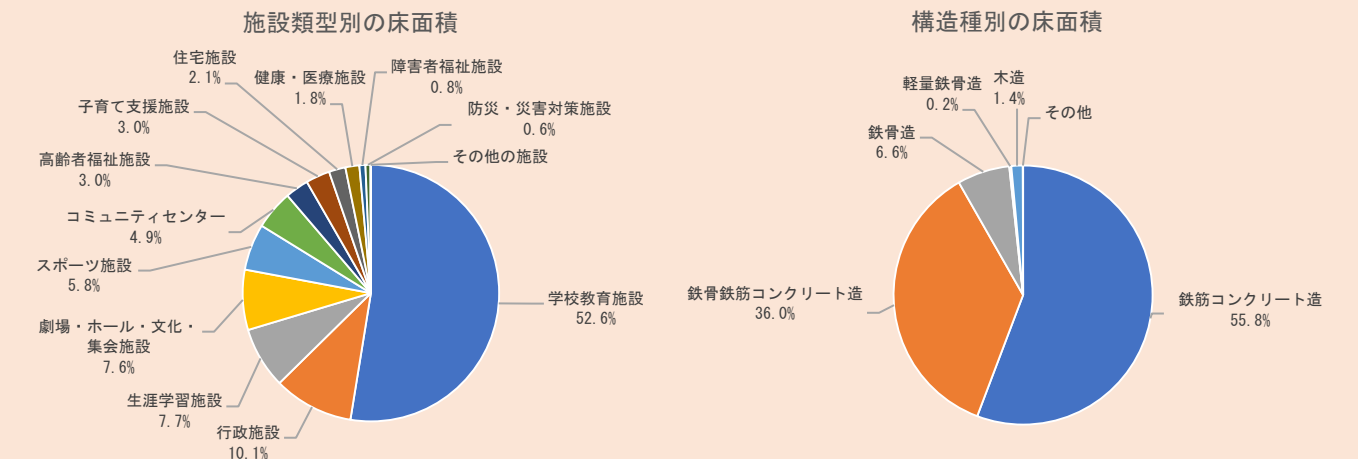 施設類型別の床面積
住宅施設
2.1%
健康・医療施設
1.8%
障害者福祉施設
0.8%
防災・災害対策施設
0.6%
その他の施設
子育て支援施設
3.0%
高齢者福祉施設
3.0%
コミュニティセンター
4.9%
スポーツ施設
5.8%
劇場・ホール・文化・
集会施設
7.6%
生涯学習施設
7.7%
行政施設
10.1%
学校教育施設
52.6%
構造種別の床面積
軽量鉄骨造
0.2%
木造
1.4%
その他
鉄骨造
6.6%
鉄骨鉄筋コンクリート造
36.0%
鉄筋コンクリート造
55.8%